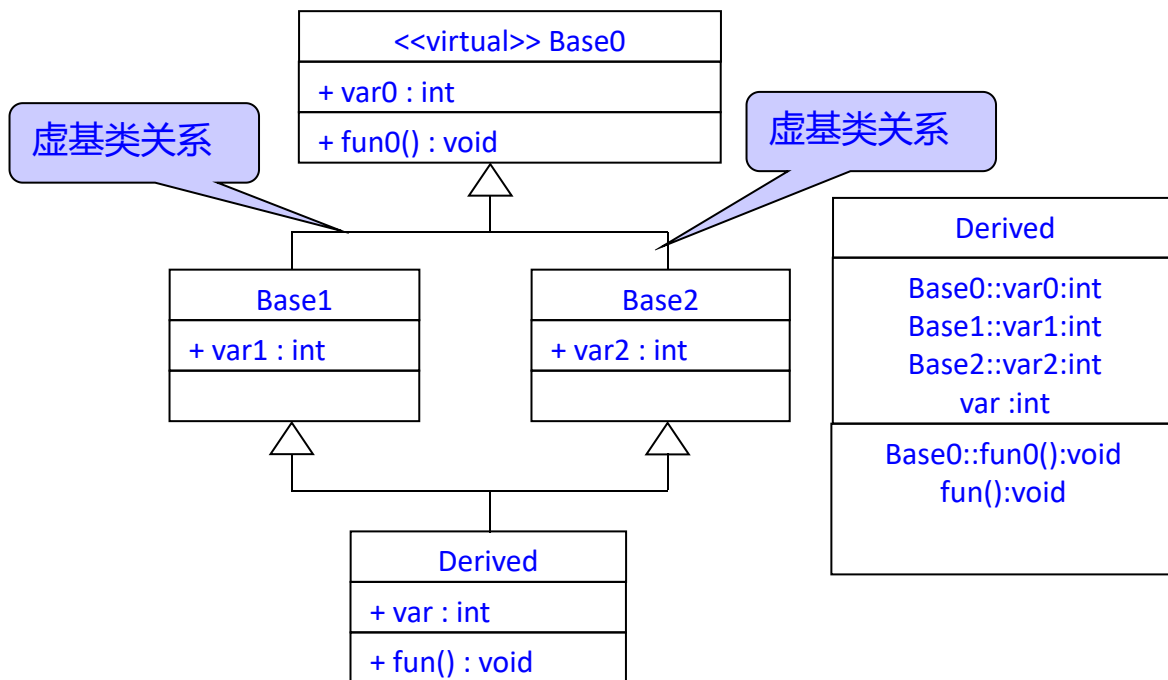 <<virtual>> Base0
+ var0 : int
+ fun0() : void
虚基类关系
虚基类关系
Base1
+ var1 : int
Base2
+ var2 : int
Derived
Base0::var0:int
Base1::var1:int
Base2::var2:int
var :int
Base0::fun0():void
fun():void
Derived
+ var : int
+ fun() : void